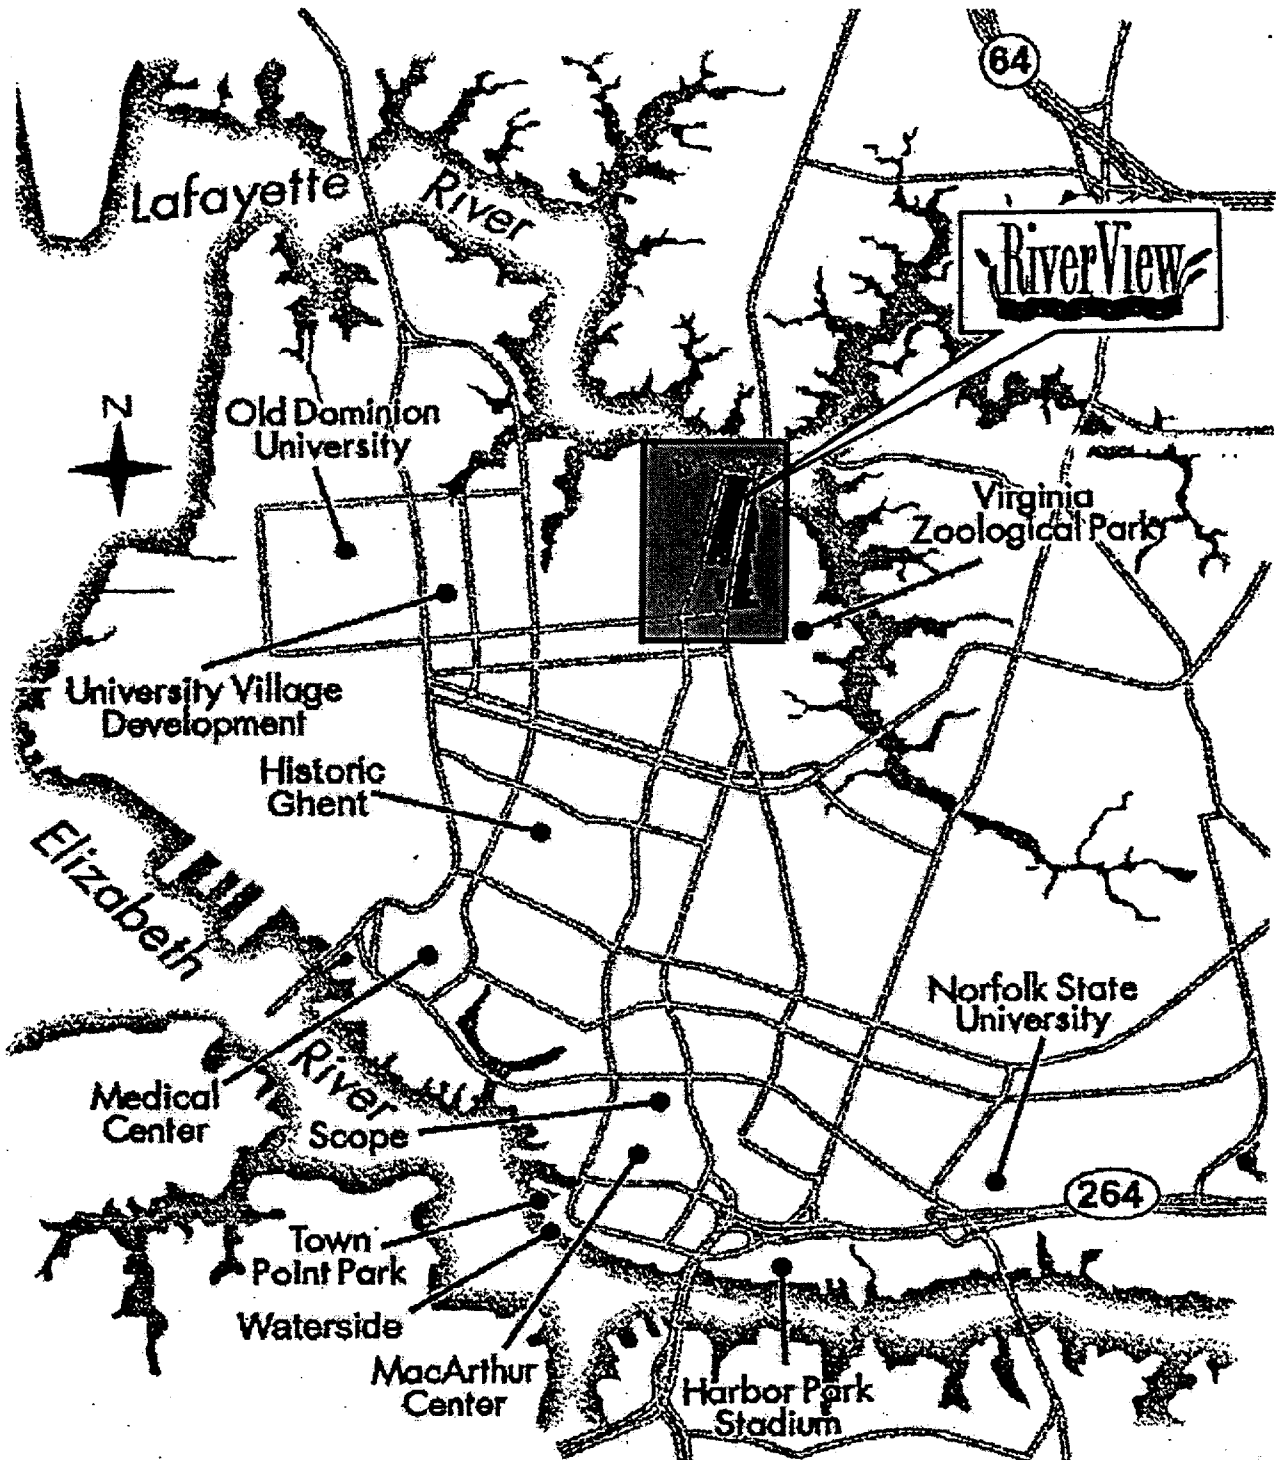 64
Lafayette River
RiverView
N
Old Dominion
University
Virginia
Zoological Park
University Village
Development
Historic
Ghent
Elizabeth
River
Norfolk State
University
Medical
Center
Scope
264
Town
Point Park
Waterside
MacArthur
Center
Harbor Park
Stadium